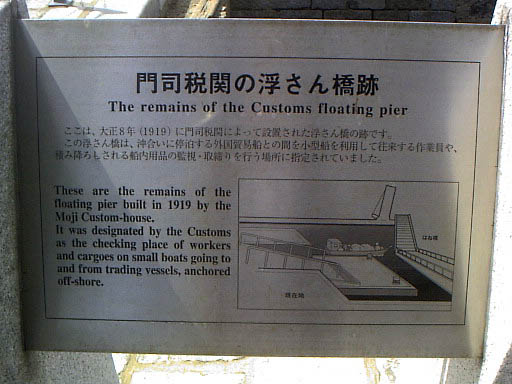 門司税関の浮さん橋跡
The remains of the Customs floating pier
ここは、大正8年（1919）に門司税関によって設置された浮さん橋の跡です。
この浮さん橋は、沖合いに停泊する外国貿易船との間を小型船を利用して往来する作業員や、
積み降ろしされる船内用品の監視・取締りを行う場所に指定されていました。
These are the remains of the
floating pier built in 1919 by the
Moji Custom-house.
It was designated by the Customs
as the checking place of workers
and cargoes on small boats going to
and from trading vessels, anchored
off-shore.
はね橋
現在地